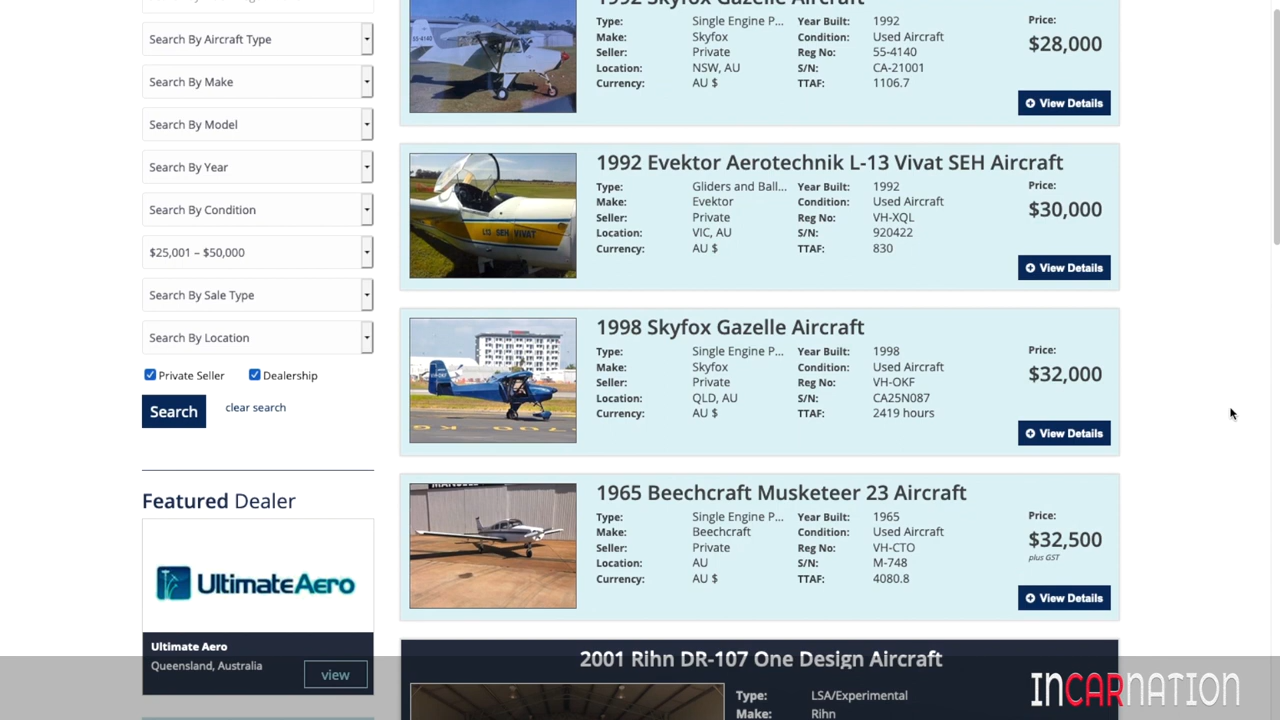 Search By Aircraft Type
Search By Make
Search By Model
Search By Year
Search By Condition
$25,001 – $50,000
Search By Sale Type
Search By Location
Private Seller
Dealership
Search
clear search
Featured Dealer
UltimateAero
Ultimate Aero
Queensland, Australia
view
1992 Skyfox Gazelle Aircraft
Type: Single Engine P... Year Built: 1992
Make: Skyfox Condition: Used Aircraft
Seller: Private Reg No: 55-4140
Location: NSW, AU S/N: CA-21001
Currency: AU $ TTAF: 1106.7
Price:
$28,000
View Details
1992 Evektor Aerotechnik L-13 Vivat SEH Aircraft
Type: Gliders and Ball... Year Built: 1992
Make: Evektor Condition: Used Aircraft
Seller: Private Reg No: VH-XQL
Location: VIC, AU S/N: 920422
Currency: AU $ TTAF: 830
Price:
$30,000
View Details
L13 SEH VIVAT
1998 Skyfox Gazelle Aircraft
Type: Single Engine P... Year Built: 1998
Make: Skyfox Condition: Used Aircraft
Seller: Private Reg No: VH-OKF
Location: QLD, AU S/N: CA25N087
Currency: AU $ TTAF: 2419 hours
Price:
$32,000
View Details
1965 Beechcraft Musketeer 23 Aircraft
Type: Single Engine P... Year Built: 1965
Make: Beechcraft Condition: Used Aircraft
Seller: Private Reg No: VH-CTO
Location: AU S/N: M-748
Currency: AU $ TTAF: 4080.8
Price:
$32,500
plus GST
View Details
2001 Rihn DR-107 One Design Aircraft
Type: LSA/Experimental
Make: Rihn
INCARNATION